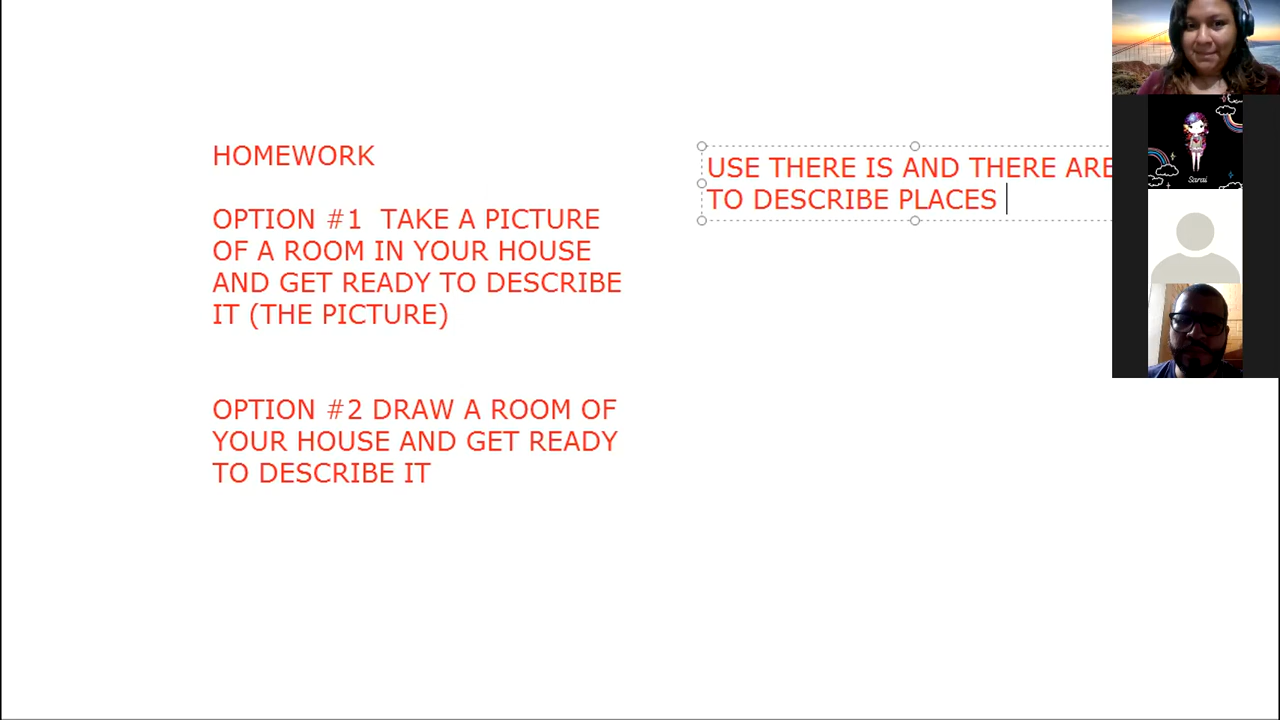 HOMEWORK
OPTION #1 TAKE A PICTURE
OF A ROOM IN YOUR HOUSE
AND GET READY TO DESCRIBE
IT (THE PICTURE)
OPTION #2 DRAW A ROOM OF
YOUR HOUSE AND GET READY
TO DESCRIBE IT
USE THERE IS AND THERE ARE
TO DESCRIBE PLACES
Sarai